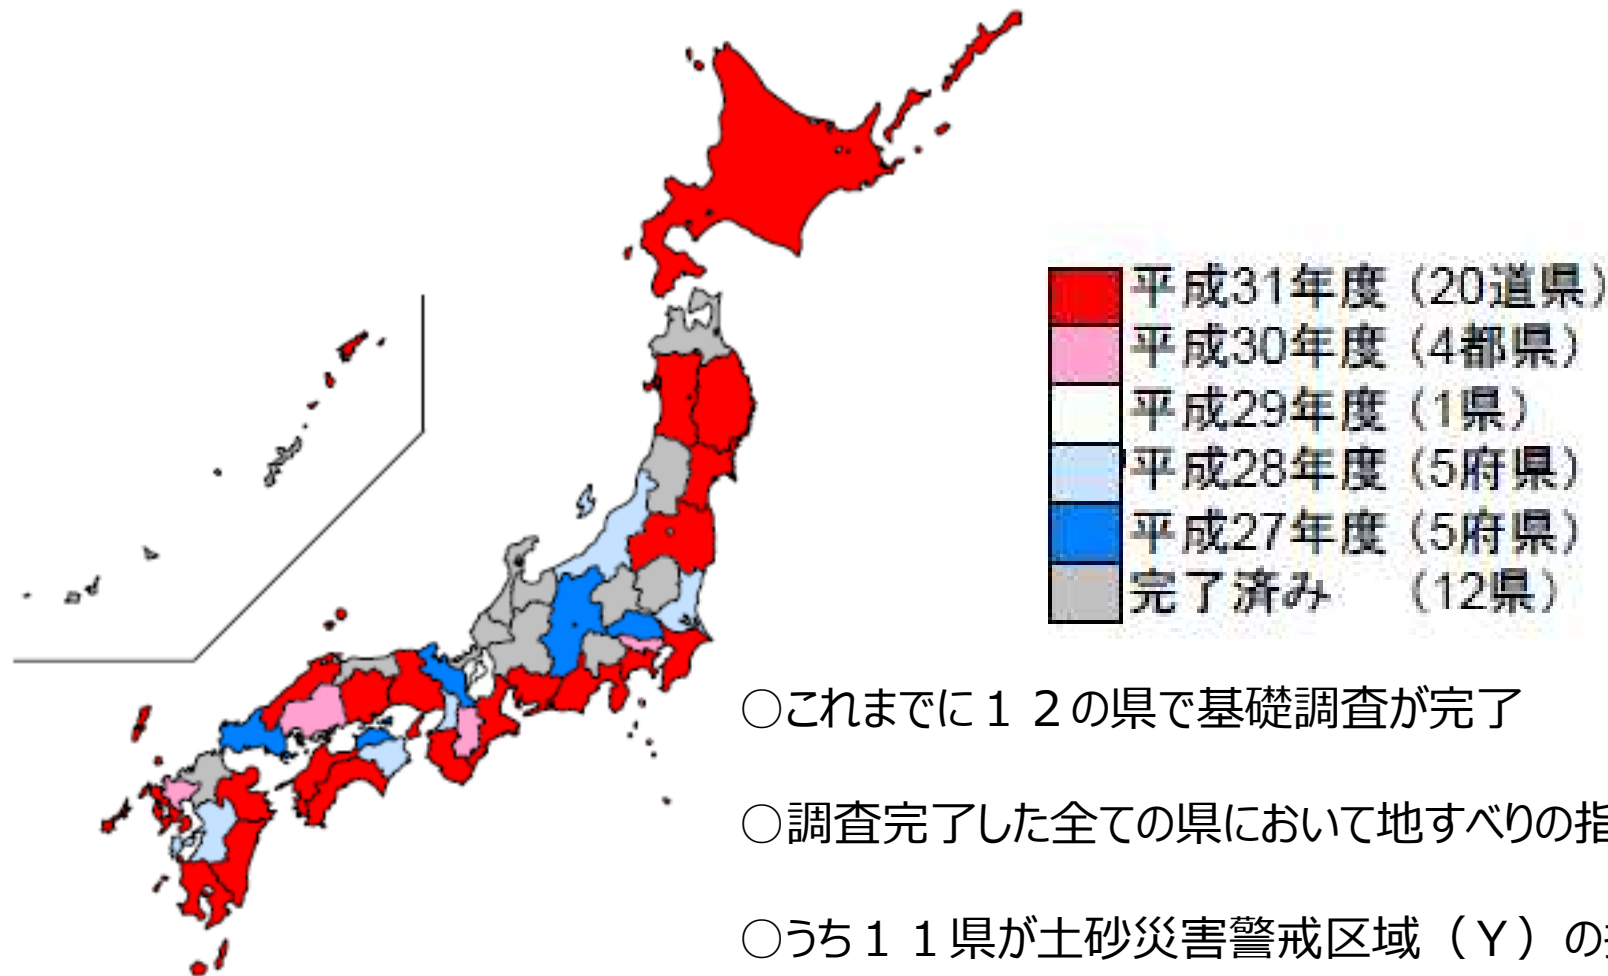 平成31年度（20道県）
平成30年度（4都県）
平成29年度（1県）
平成28年度（5府県）
平成27年度（5府県）
完了済み　（12県）
○これまでに１２の県で基礎調査が完了
○調査完了した全ての県において地すべりの指
○うち１１県が土砂災害警戒区域（Ｙ）の